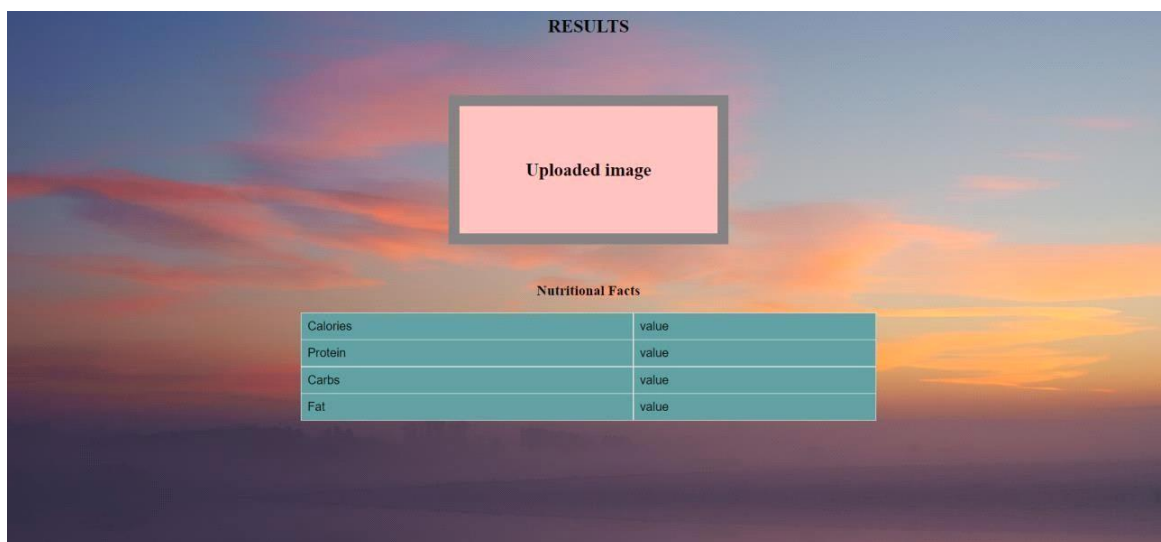 RESULTS
Uploaded image
Nutritional Facts
Calories value
Protein value
Carbs value
Fat value